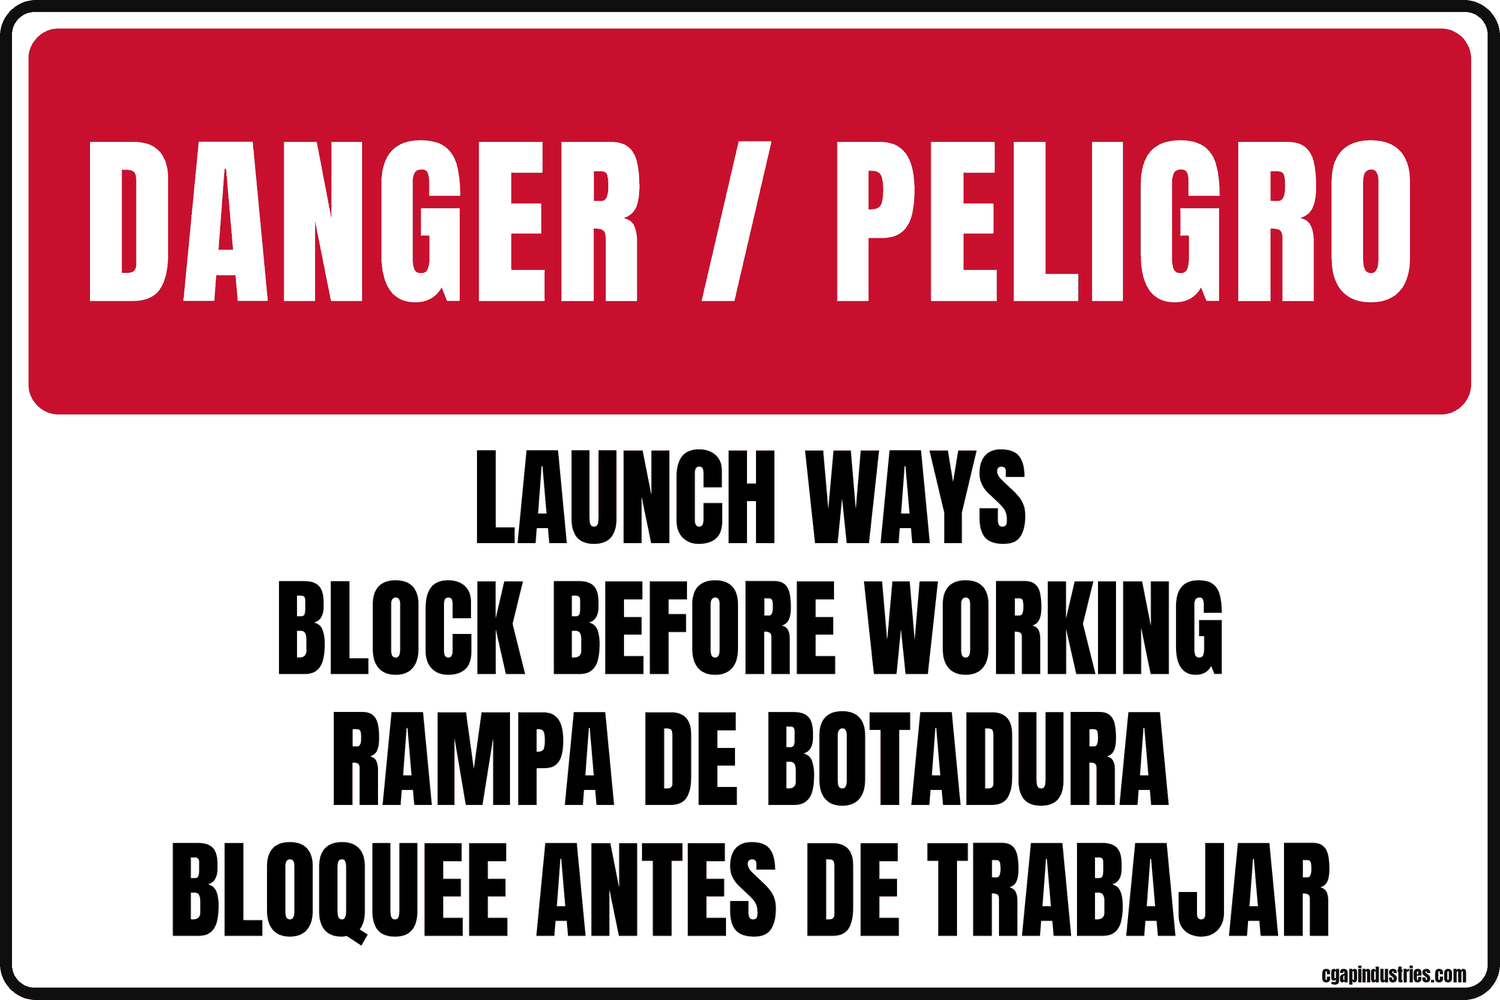 DANGER / PELIGRO
LAUNCH WAYS
BLOCK BEFORE WORKING
RAMPA DE BOTADURA
BLOQUEE ANTES DE TRABAJAR
cgapindustries.com